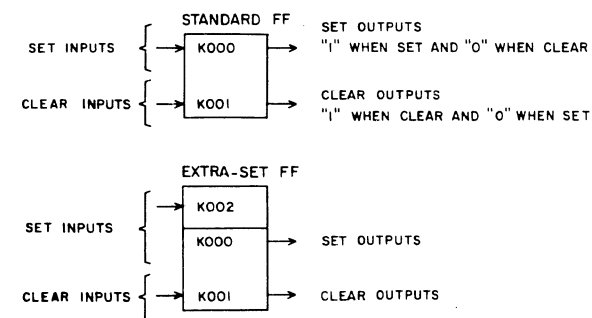 STANDARD FF
SET INPUTS
K000
SET OUTPUTS
"1" WHEN SET AND "0" WHEN CLEAR
CLEAR INPUTS
K001
CLEAR OUTPUTS
"1" WHEN CLEAR AND "0" WHEN SET
EXTRA-SET FF
SET INPUTS
K002
K000
SET OUTPUTS
CLEAR INPUTS
K001
CLEAR OUTPUTS